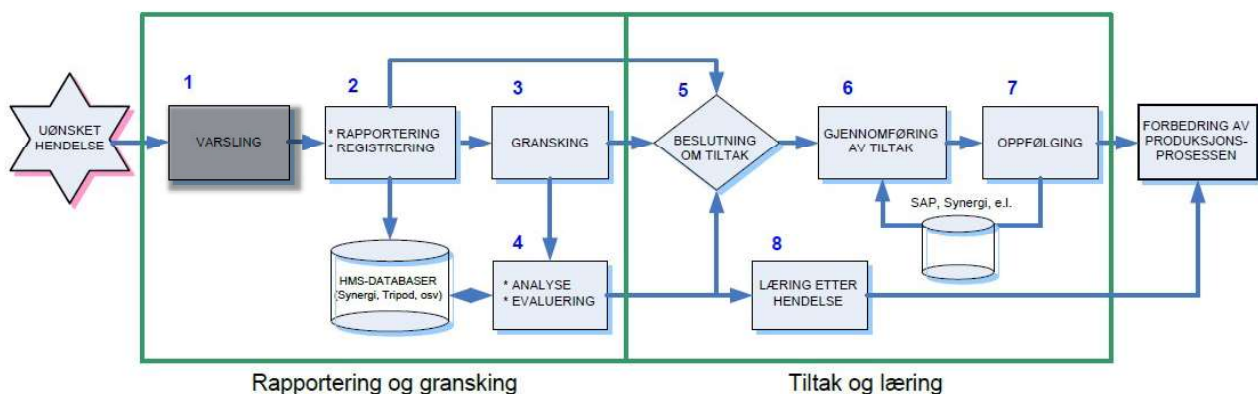 UØNSKET
HENDELSE
1
VARSLING
2
* RAPPORTERING
- REGISTRERING
3
GRANSKING
HMS-DATABASER
(Synergi, Tripod, osv)
4
* ANALYSE
* EVALUERING
5
BESLUTNING
OM TILTAK
6
GJENNOMFØRING
AV TILTAK
7
OPPFØLGING
SAP, Synergi, e.l.
8
LÆRING ETTER
HENDELSE
FORBEDRING AV
PRODUKSJONS-
PROSESSEN
Rapportering og gransking
Tiltak og læring